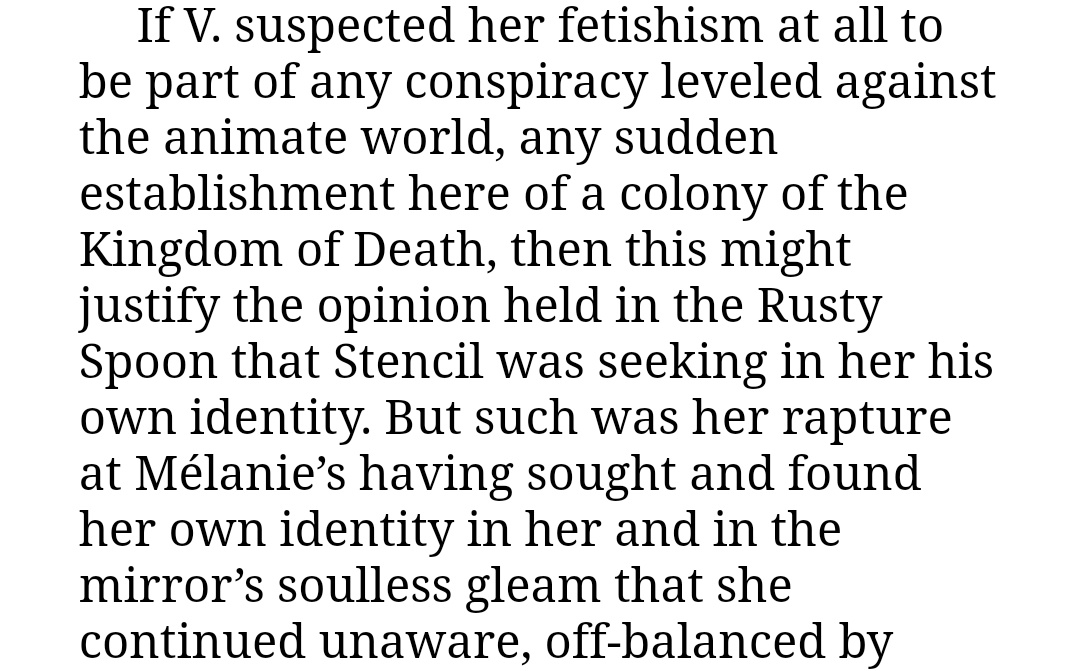 If V. suspected her fetishism at all to
be part of any conspiracy leveled against
the animate world, any sudden
establishment here of a colony of the
Kingdom of Death, then this might
justify the opinion held in the Rusty
Spoon that Stencil was seeking in her his
own identity. But such was her rapture
at Mélanie’s having sought and found
her own identity in her and in the
mirror’s soulless gleam that she
continued unaware, off-balanced by